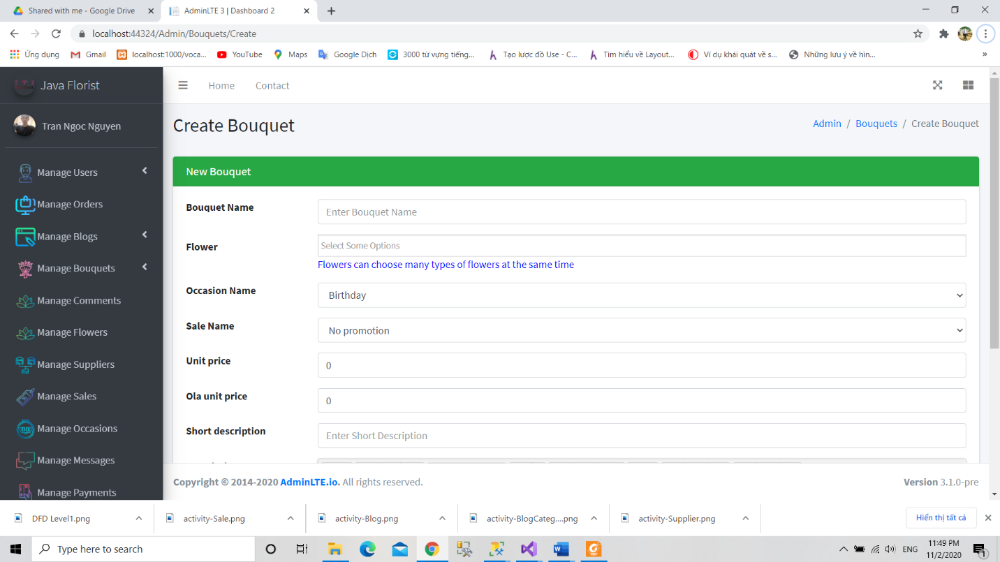 Shared with me - Google Drive
AdminLTE 3 | Dashboard 2
localhost:44324/Admin/Bouquets/Create
Ứng dụng
Gmail
localhost:1000/voca...
YouTube
Maps
Google Dịch
3000 từ vựng tiếng...
Tạo lược đồ Use - C...
Tìm hiểu về Layout...
Ví dụ khái quát về s...
Những lưu ý về hìn...
»
Java Florist
Home
Contact
Tran Ngoc Nguyen
Create Bouquet
Admin / Bouquets / Create Bouquet
Manage Users
Manage Orders
Manage Blogs
Manage Bouquets
Manage Comments
Manage Flowers
Manage Suppliers
Manage Sales
Manage Occasions
Manage Messages
Manage Payments
New Bouquet
Bouquet Name
Enter Bouquet Name
Flower
Select Some Options
Flowers can choose many types of flowers at the same time
Occasion Name
Birthday
Sale Name
No promotion
Unit price
0
Ola unit price
0
Short description
Enter Short Description
Copyright © 2014-2020 AdminLTE.io. All rights reserved.
Version 3.1.0-pre
DFD Level1.png
activity-Sale.png
activity-Blog.png
activity-BlogCateg....png
activity-Supplier.png
Hiển thị tất cả
Type here to search
ENG
11:49 PM
11/2/2020
1